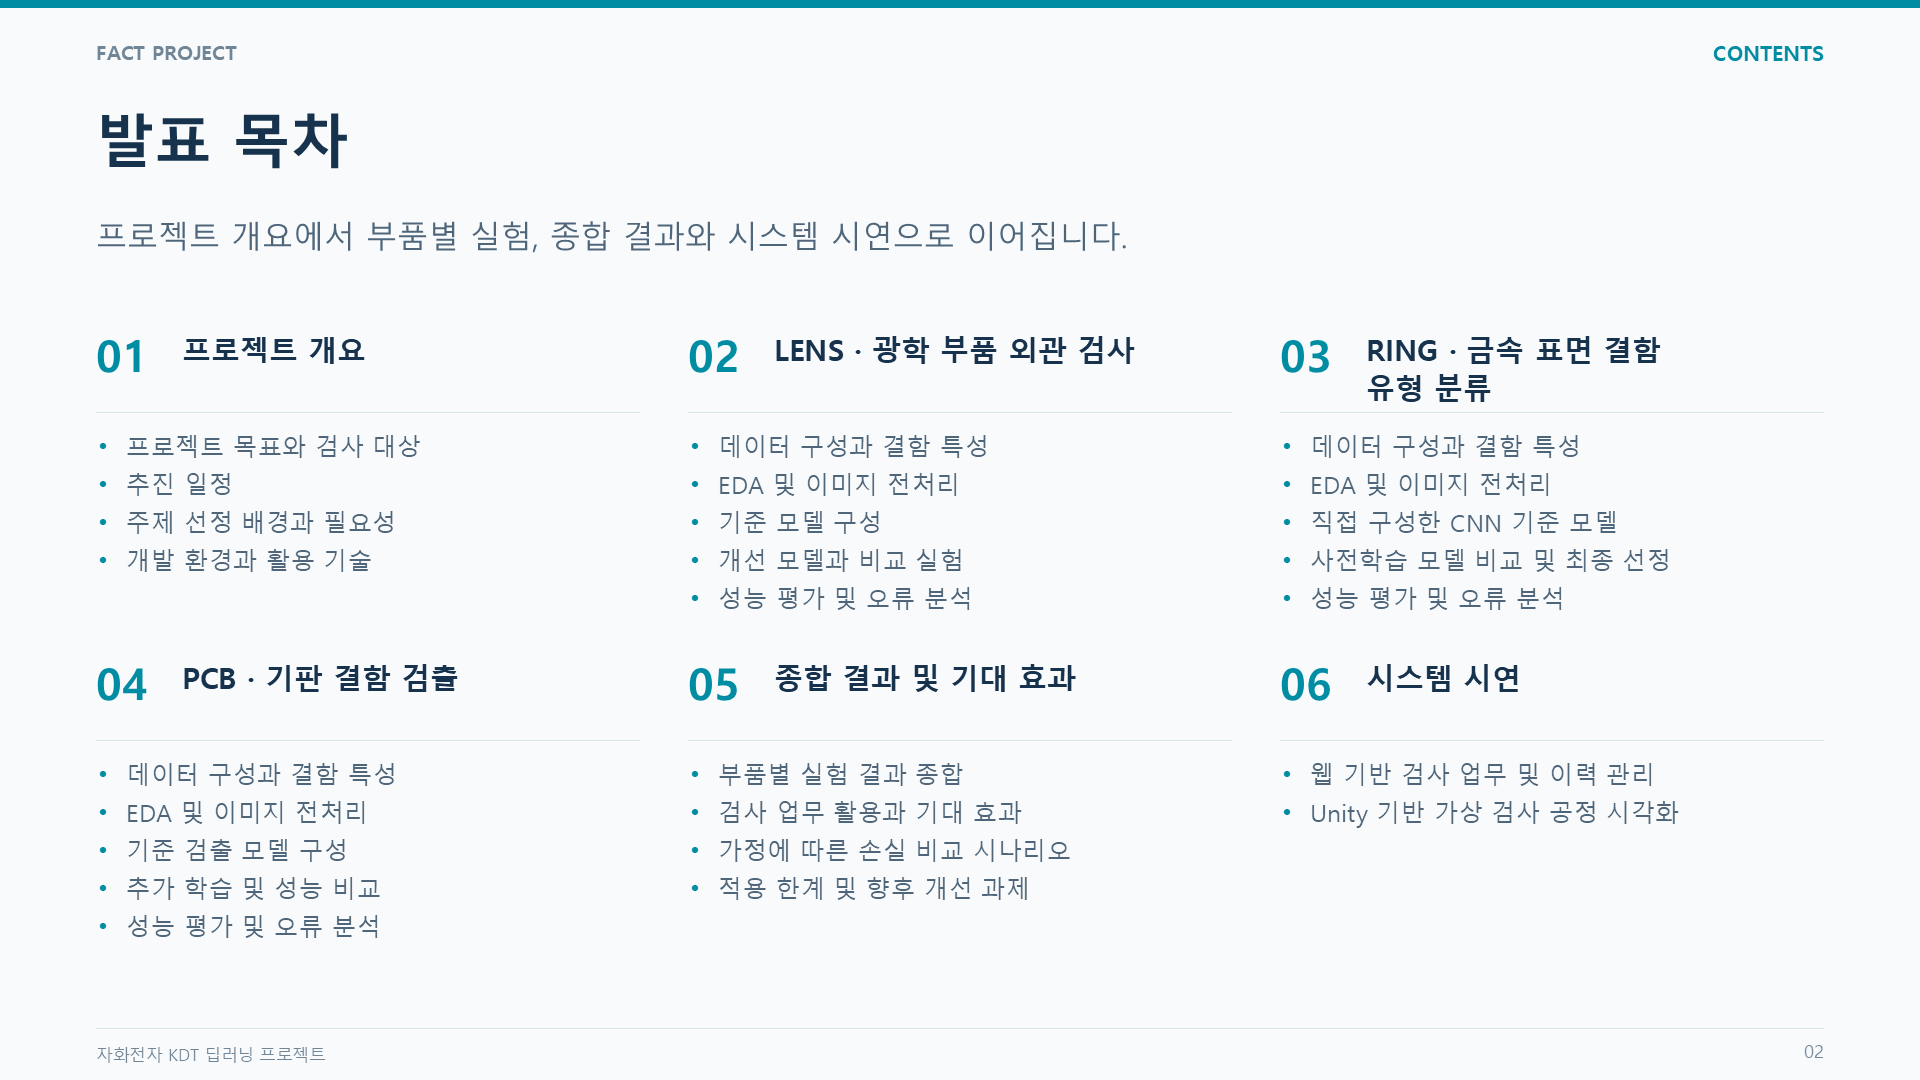 FACT PROJECT
CONTENTS
발표 목차
프로젝트 개요에서 부품별 실험, 종합 결과와 시스템 시연으로 이어집니다.
01 프로젝트 개요
• 프로젝트 목표와 검사 대상
• 추진 일정
• 주제 선정 배경과 필요성
• 개발 환경과 활용 기술
02 LENS · 광학 부품 외관 검사
• 데이터 구성과 결함 특성
• EDA 및 이미지 전처리
• 기준 모델 구성
• 개선 모델과 비교 실험
• 성능 평가 및 오류 분석
03 RING · 금속 표면 결함
유형 분류
• 데이터 구성과 결함 특성
• EDA 및 이미지 전처리
• 직접 구성한 CNN 기준 모델
• 사전학습 모델 비교 및 최종 선정
• 성능 평가 및 오류 분석
04 PCB · 기판 결함 검출
• 데이터 구성과 결함 특성
• EDA 및 이미지 전처리
• 기준 검출 모델 구성
• 추가 학습 및 성능 비교
• 성능 평가 및 오류 분석
05 종합 결과 및 기대 효과
• 부품별 실험 결과 종합
• 검사 업무 활용과 기대 효과
• 가정에 따른 손실 비교 시나리오
• 적용 한계 및 향후 개선 과제
06 시스템 시연
• 웹 기반 검사 업무 및 이력 관리
• Unity 기반 가상 검사 공정 시각화
자화전자 KDT 딥러닝 프로젝트
02